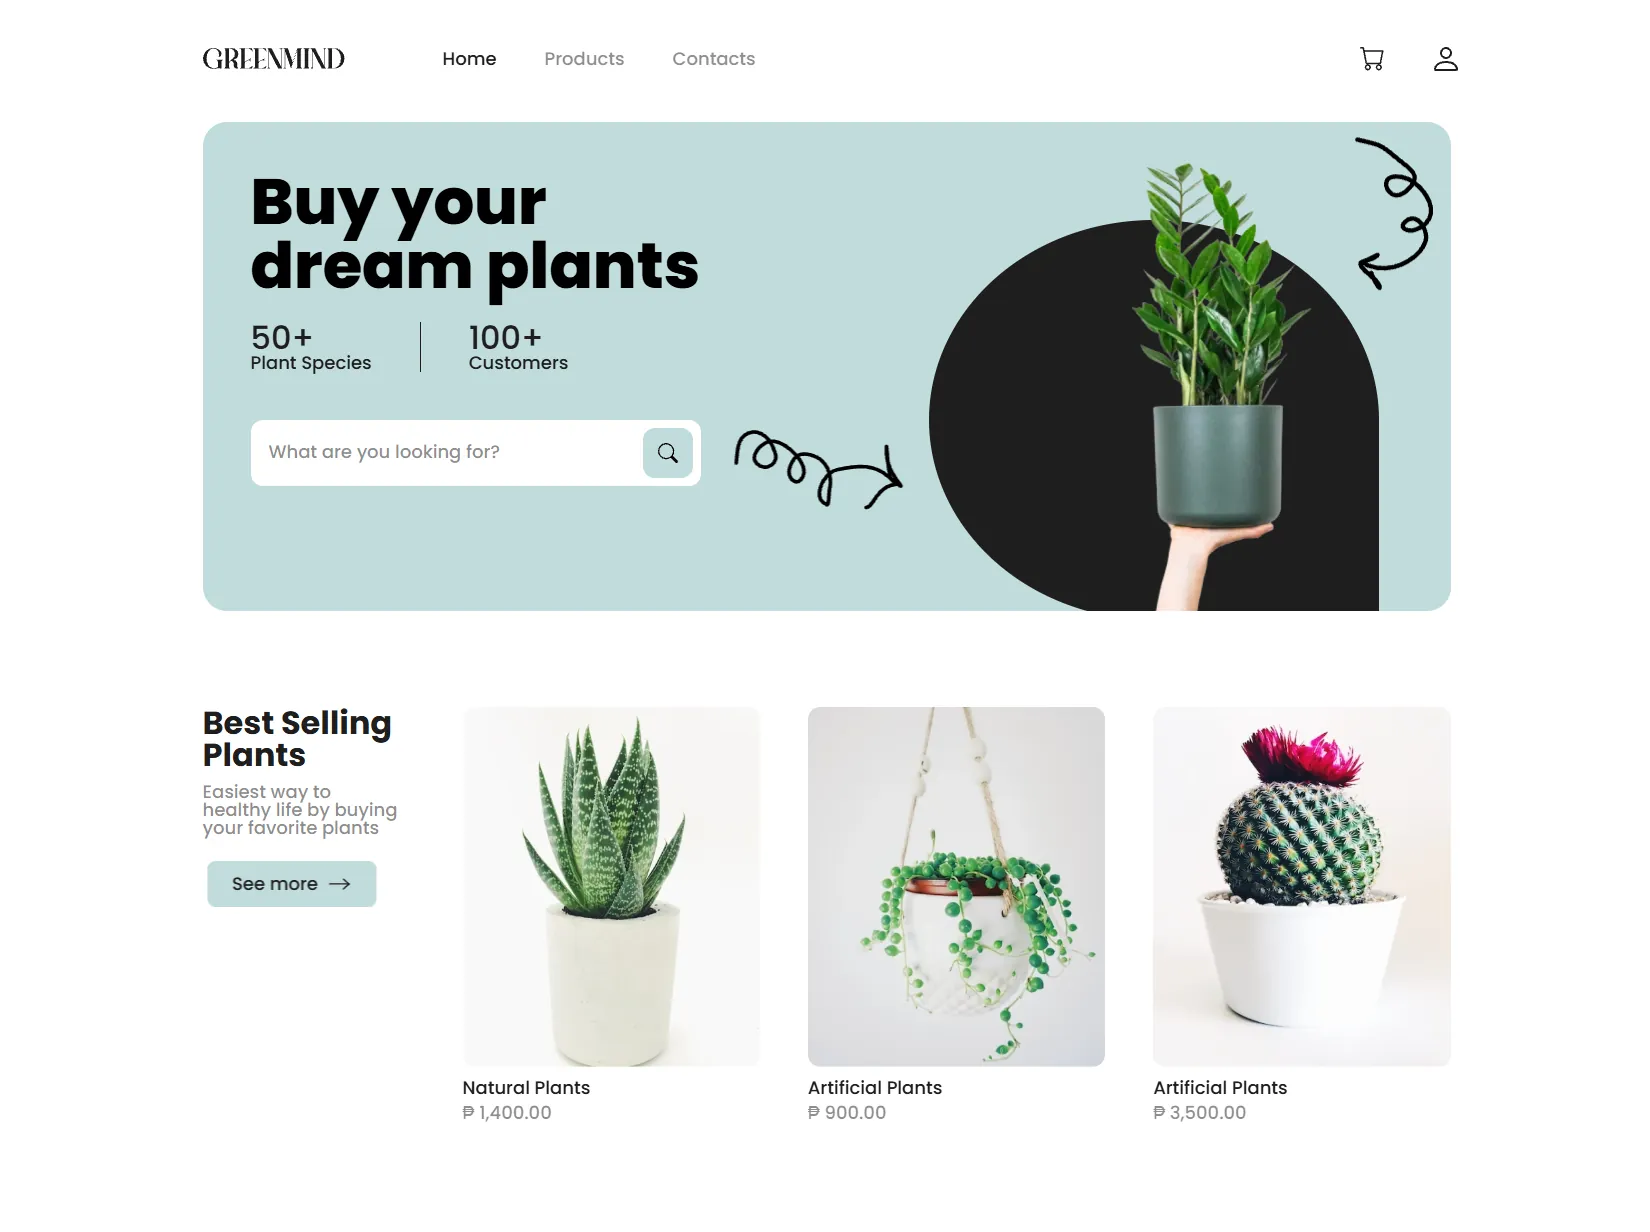 GREENMIND
Home
Products
Contacts
Buy your
dream plants
50+
Plant Species
100+
Customers
What are you looking for?
Best Selling
Plants
Easiest way to
healthy life by buying
your favorite plants
See more
Natural Plants
₱ 1,400.00
Artificial Plants
₱ 900.00
Artificial Plants
₱ 3,500.00